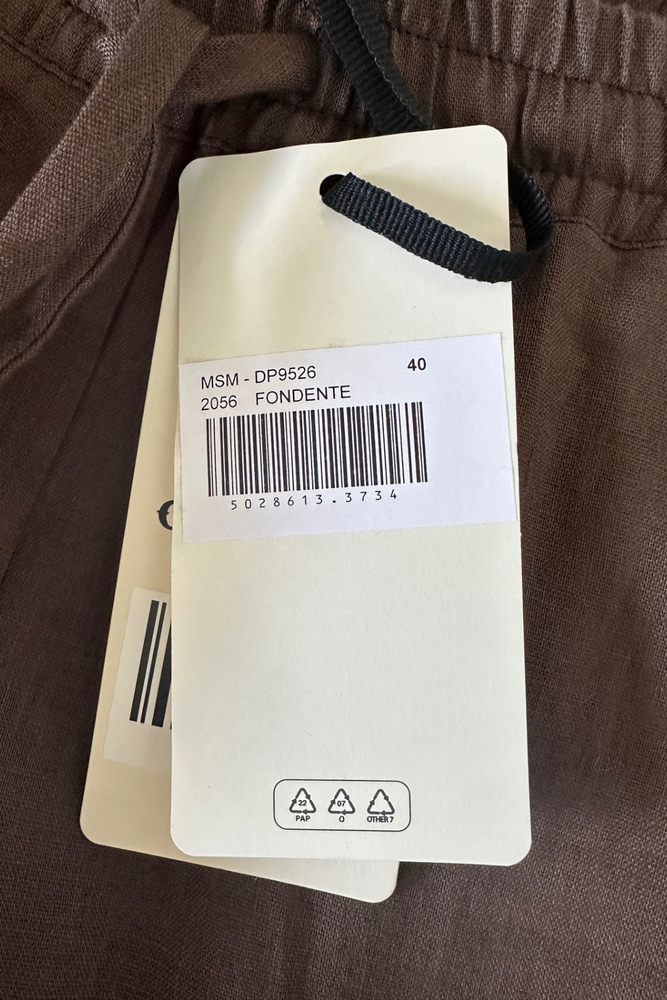 MSM - DP9526 40
2056 FONDENTE
5028613.3734
22 07
PAP O OTHER 7